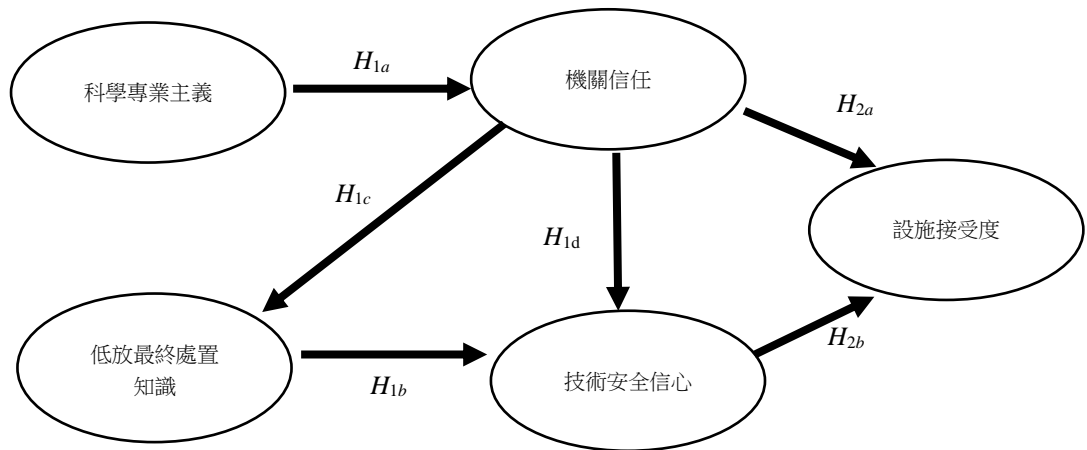 科學專業主義
H1a
機關信任
H2a
H1c
H1d
設施接受度
低放最終處置
知識
H1b
技術安全信心
H2b